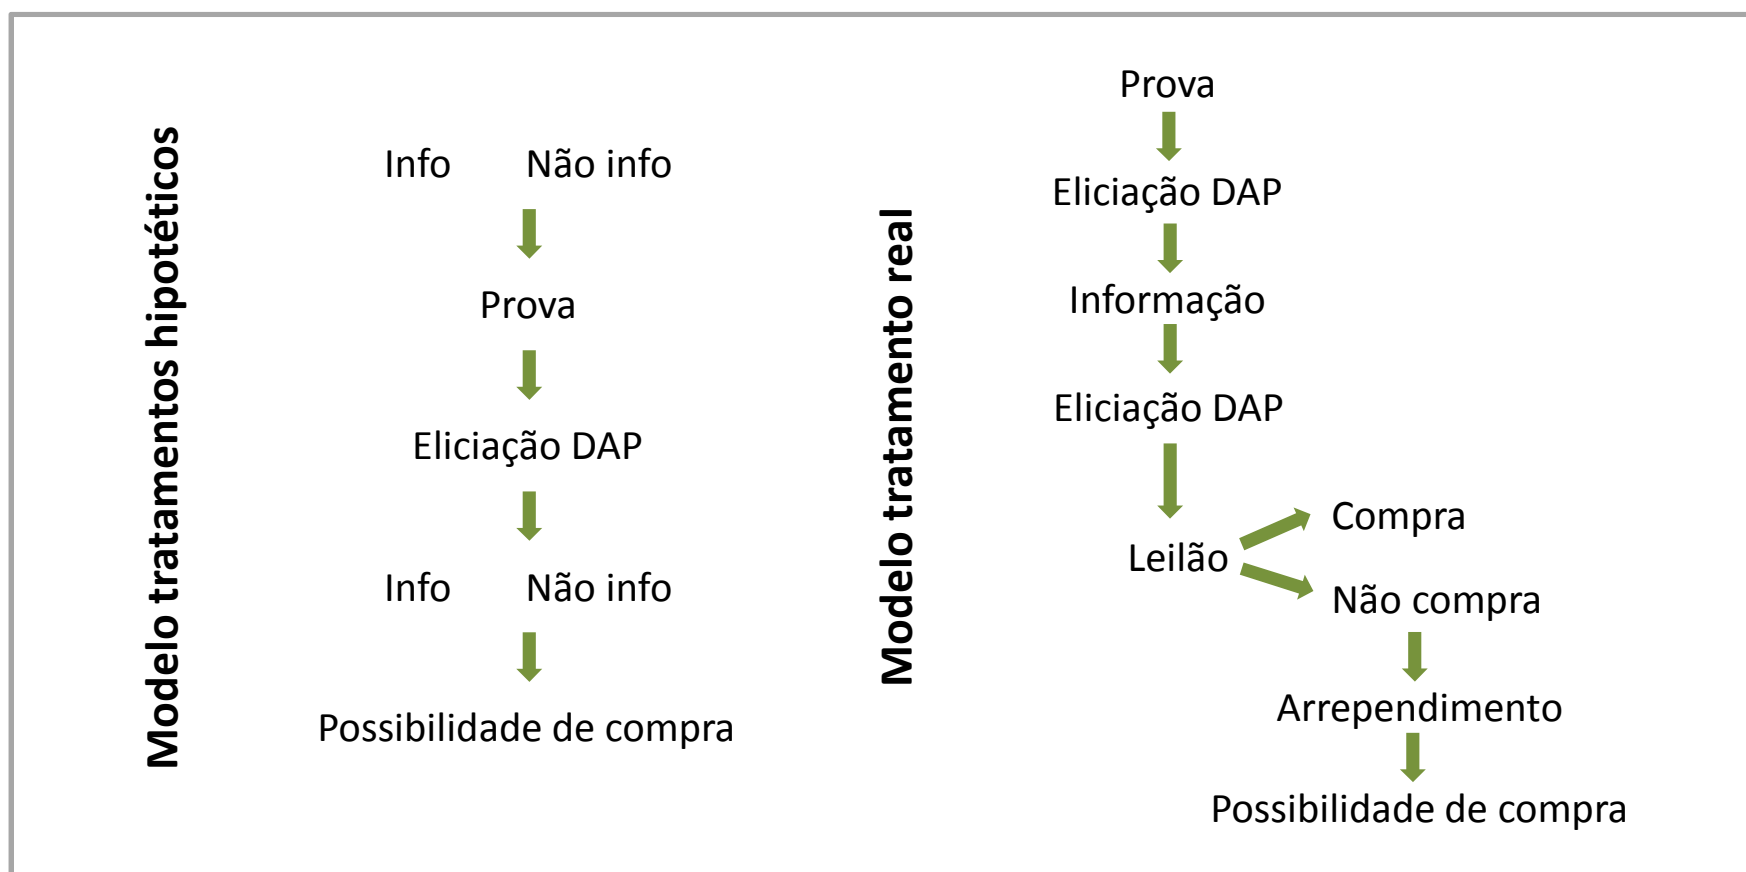 Modelo tratamentos hipotéticos
Info Não info
Prova
Eliciação DAP
Info Não info
Possibilidade de compra
Modelo tratamento real
Prova
Eliciação DAP
Informação
Eliciação DAP
Leilão
Compra
Não compra
Arrependimento
Possibilidade de compra